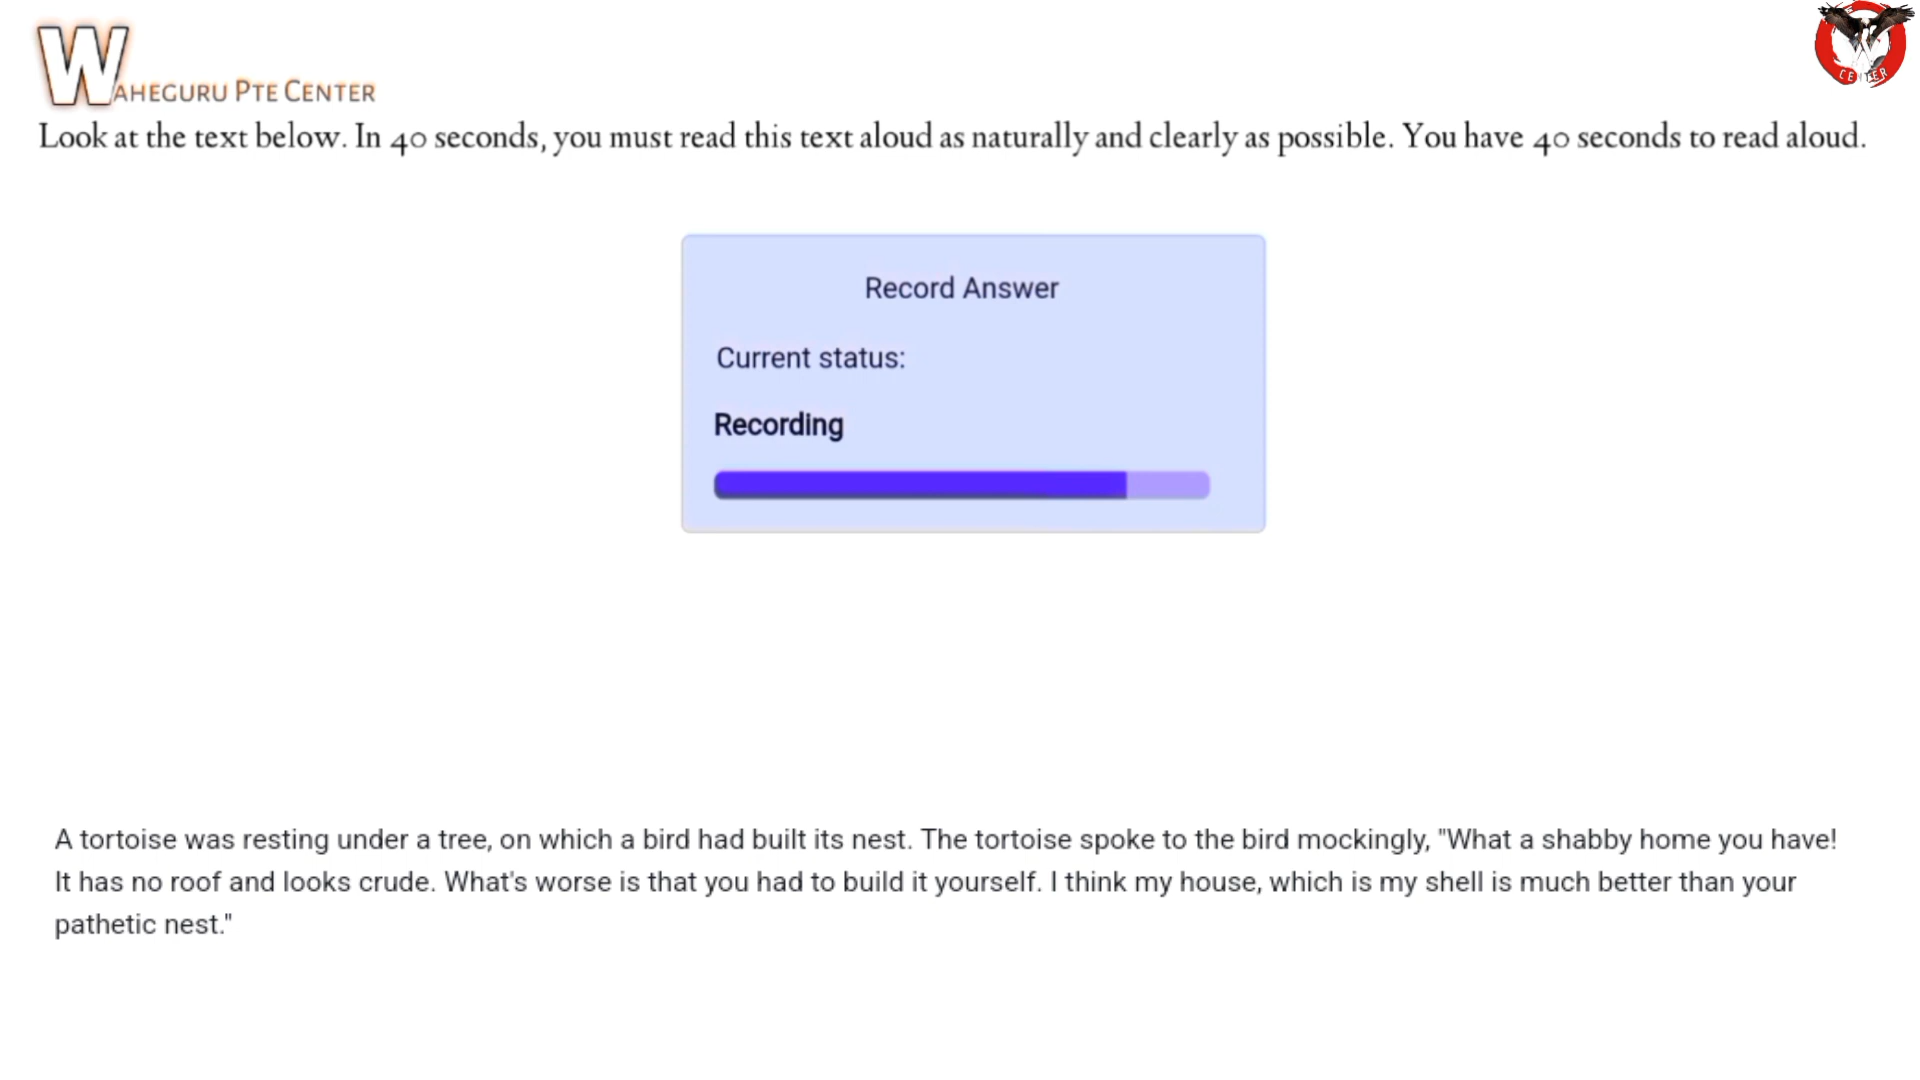 WAHEGURU PTE CENTER
CENTER
Look at the text below. In 40 seconds, you must read this text aloud as naturally and clearly as possible. You have 40 seconds to read aloud.
Record Answer
Current status:
Recording
A tortoise was resting under a tree, on which a bird had built its nest. The tortoise spoke to the bird mockingly, "What a shabby home you have!
It has no roof and looks crude. What's worse is that you had to build it yourself. I think my house, which is my shell is much better than your
pathetic nest."